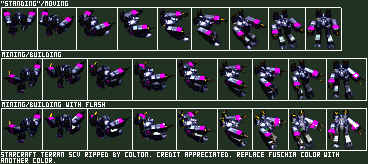 "STANDING"/MOVING
MINING/BUILDING
MINING/BUILDING WITH FLASH
STARCRAFT TERRAN SCV RIPPED BY COLTON. CREDIT APPRECIATED. REPLACE FUSCHIA COLOR WITH
ANOTHER COLOR.